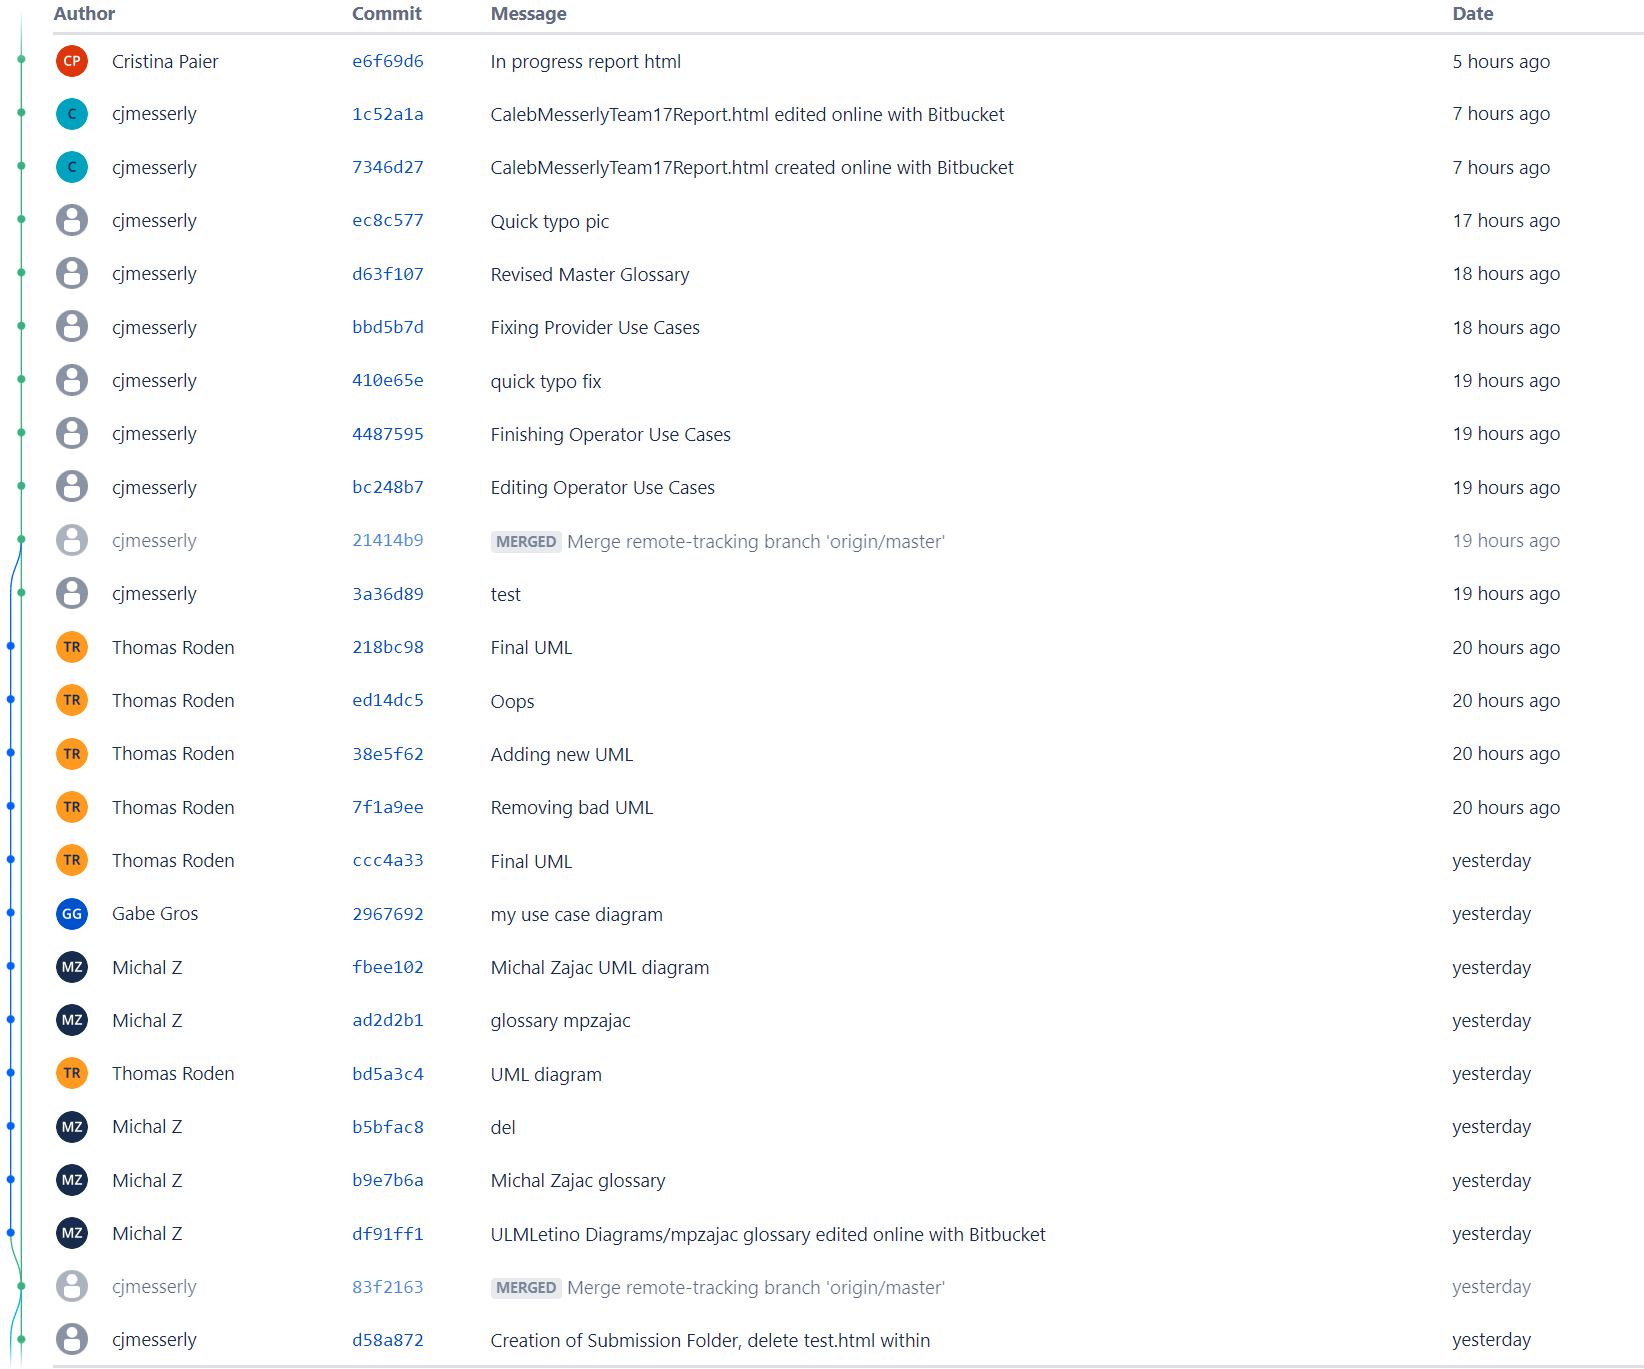 Author Commit Message Date
CP Cristina Paier e6f69d6 In progress report html 5 hours ago
C cjmesserly 1c52a1a CalebMesserlyTeam17Report.html edited online with Bitbucket 7 hours ago
C cjmesserly 7346d27 CalebMesserlyTeam17Report.html created online with Bitbucket 7 hours ago
cjmesserly ec8c577 Quick typo pic 17 hours ago
cjmesserly d63f107 Revised Master Glossary 18 hours ago
cjmesserly bbd5b7d Fixing Provider Use Cases 18 hours ago
cjmesserly 410e65e quick typo fix 19 hours ago
cjmesserly 4487595 Finishing Operator Use Cases 19 hours ago
cjmesserly bc248b7 Editing Operator Use Cases 19 hours ago
cjmesserly 21414b9 MERGED Merge remote-tracking branch 'origin/master' 19 hours ago
cjmesserly 3a36d89 test 19 hours ago
TR Thomas Roden 218bc98 Final UML 20 hours ago
TR Thomas Roden ed14dc5 Oops 20 hours ago
TR Thomas Roden 38e5f62 Adding new UML 20 hours ago
TR Thomas Roden 7f1a9ee Removing bad UML 20 hours ago
TR Thomas Roden ccc4a33 Final UML yesterday
GG Gabe Gros 2967692 my use case diagram yesterday
MZ Michal Z fbee102 Michal Zajac UML diagram yesterday
MZ Michal Z ad2d2b1 glossary mpzajac yesterday
TR Thomas Roden bd5a3c4 UML diagram yesterday
MZ Michal Z b5bfac8 del yesterday
MZ Michal Z b9e7b6a Michal Zajac glossary yesterday
MZ Michal Z df91ff1 ULMLetino Diagrams/mpzajac glossary edited online with Bitbucket yesterday
cjmesserly 83f2163 MERGED Merge remote-tracking branch 'origin/master' yesterday
cjmesserly d58a872 Creation of Submission Folder, delete test.html within yesterday